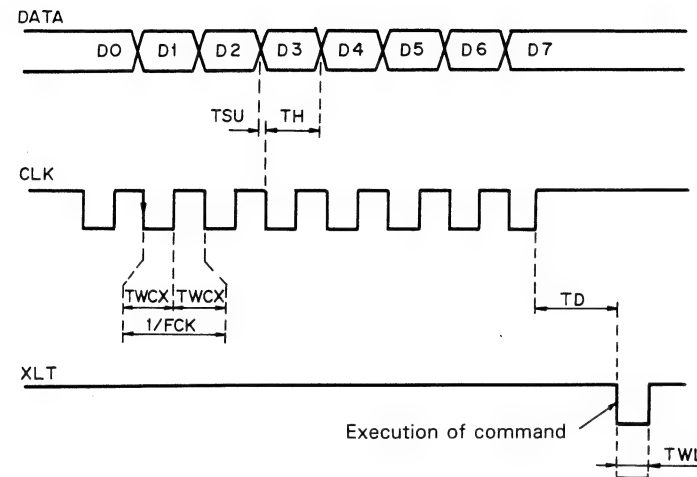 DATA
D0 D1 D2 D3 D4 D5 D6 D7
TSU TH
CLK
TWCX TWCX
1/FCK
TD
XLT
Execution of command
TWL